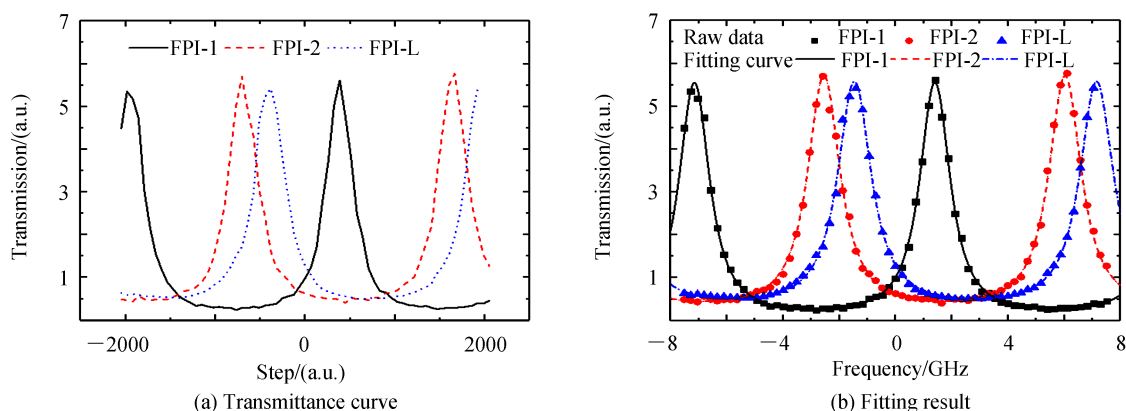 7
5
3
1
Transmission/(a.u.)
FPI-1 FPI-2 FPI-L
−2000 0 2000
Step/(a.u.)
(a) Transmittance curve
7
5
3
1
Transmission/(a.u.)
Raw data FPI-1 FPI-2 FPI-L
Fitting curve FPI-1 FPI-2 FPI-L
−8 −4 0 4 8
Frequency/GHz
(b) Fitting result